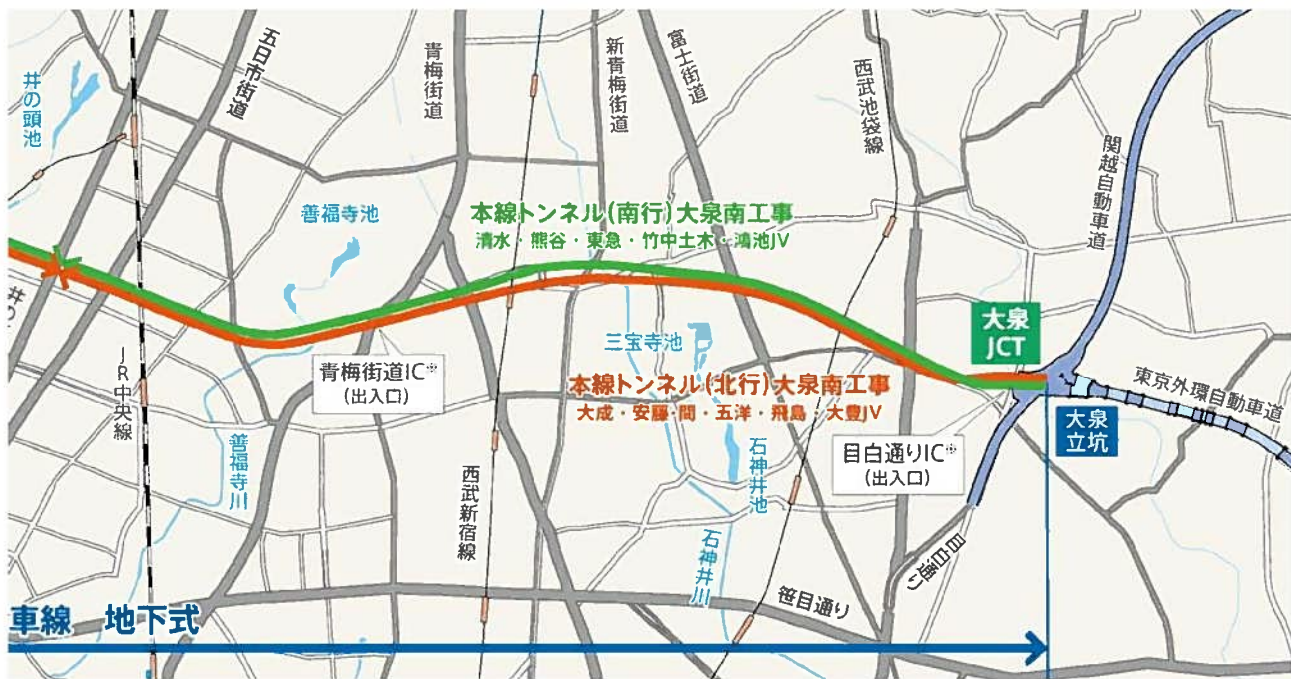 井の頭池
五日市街道
青梅街道
新青梅街道
富士街道
西武池袋線
関越自動車道
善福寺池
本線トンネル(南行)大泉南工事
清水・熊谷・東急・竹中土木・鴻池JV
大泉
JCT
三宝寺池
青梅街道IC※
(出入口)
本線トンネル(北行)大泉南工事
大成・安藤・間・五洋・飛島・大豊JV
東京外環自動車道
大泉
立坑
目白通りIC※
(出入口)
井の
JR中央線
善福寺川
西武新宿線
石神井池
石神井川
目白通り
笹目通り
車線 地下式